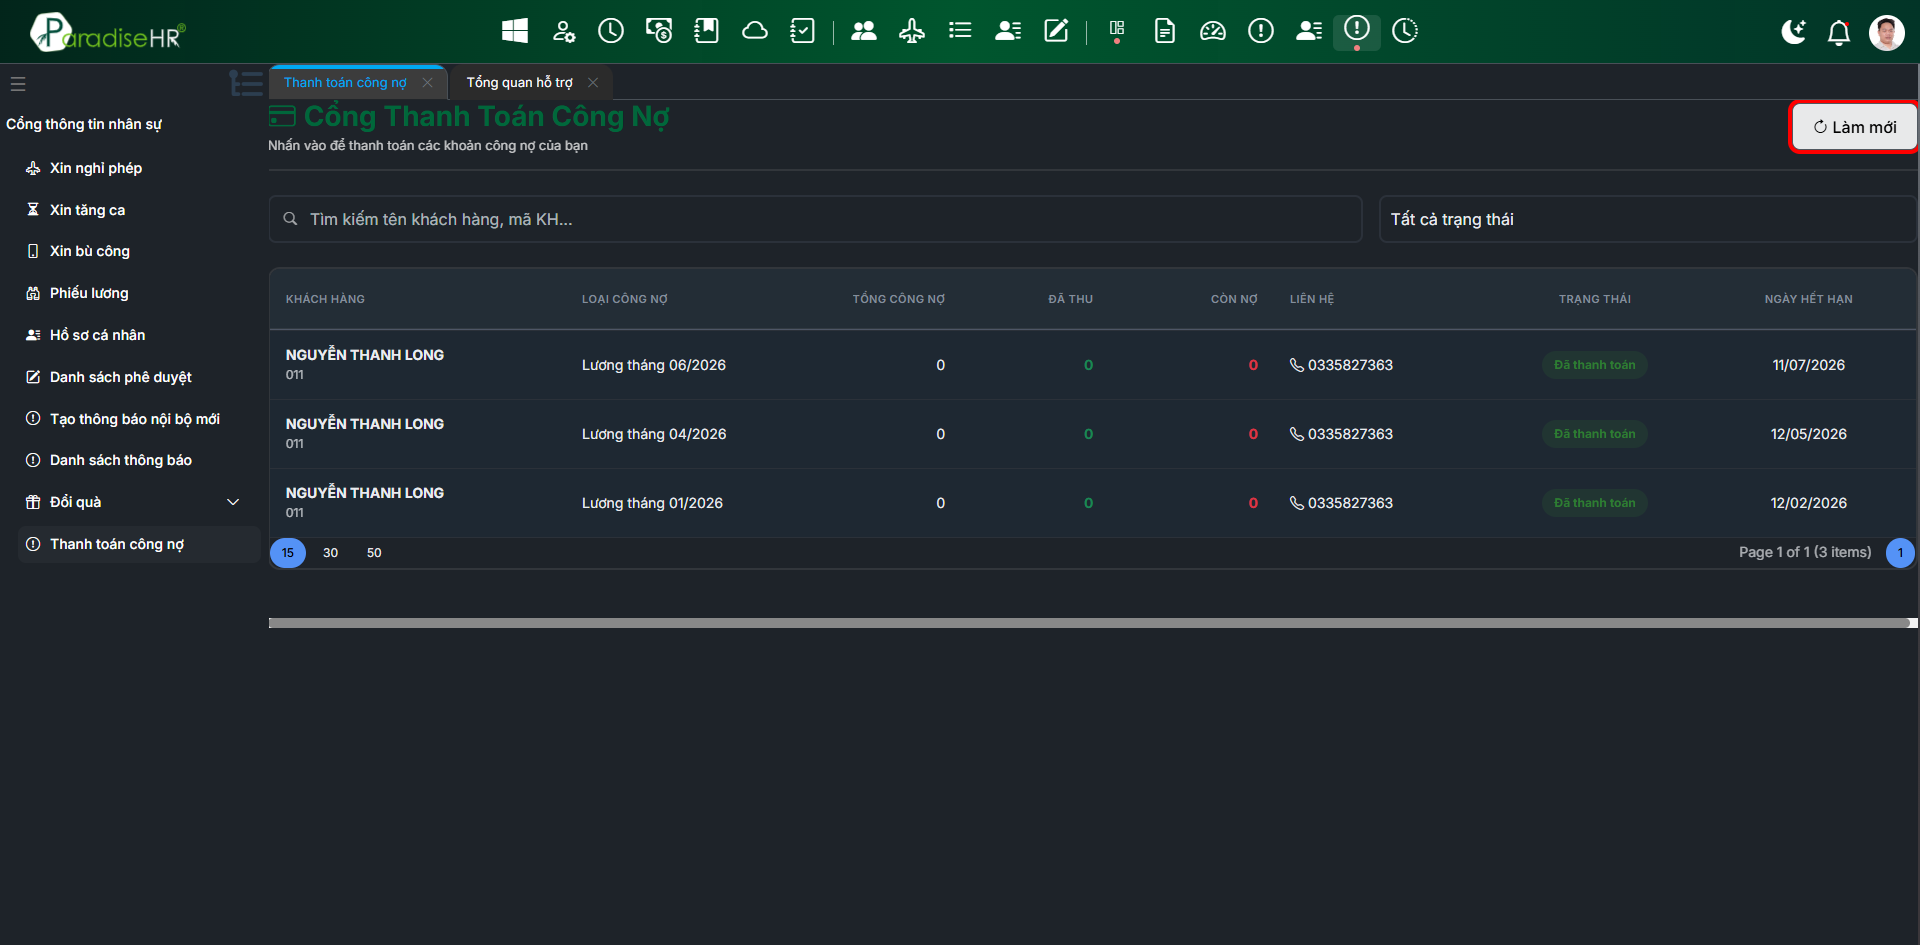 ParadiseHR®
Thanh toán công nợ
Tổng quan hỗ trợ
Cổng thông tin nhân sự
Xin nghỉ phép
Xin tăng ca
Xin bù công
Phiếu lương
Hồ sơ cá nhân
Danh sách phê duyệt
Tạo thông báo nội bộ mới
Danh sách thông báo
Đổi quà
Thanh toán công nợ
Cổng Thanh Toán Công Nợ
Nhấn vào để thanh toán các khoản công nợ của bạn
Làm mới
Tìm kiếm tên khách hàng, mã KH...
Tất cả trạng thái
KHÁCH HÀNG LOẠI CÔNG NỢ TỔNG CÔNG NỢ ĐÃ THU CÒN NỢ LIÊN HỆ TRẠNG THÁI NGÀY HẾT HẠN
NGUYỄN THANH LONG
011
Lương tháng 06/2026 0 0 0 0335827363 Đã thanh toán 11/07/2026
NGUYỄN THANH LONG
011
Lương tháng 04/2026 0 0 0 0335827363 Đã thanh toán 12/05/2026
NGUYỄN THANH LONG
011
Lương tháng 01/2026 0 0 0 0335827363 Đã thanh toán 12/02/2026
15 30 50
Page 1 of 1 (3 items) 1